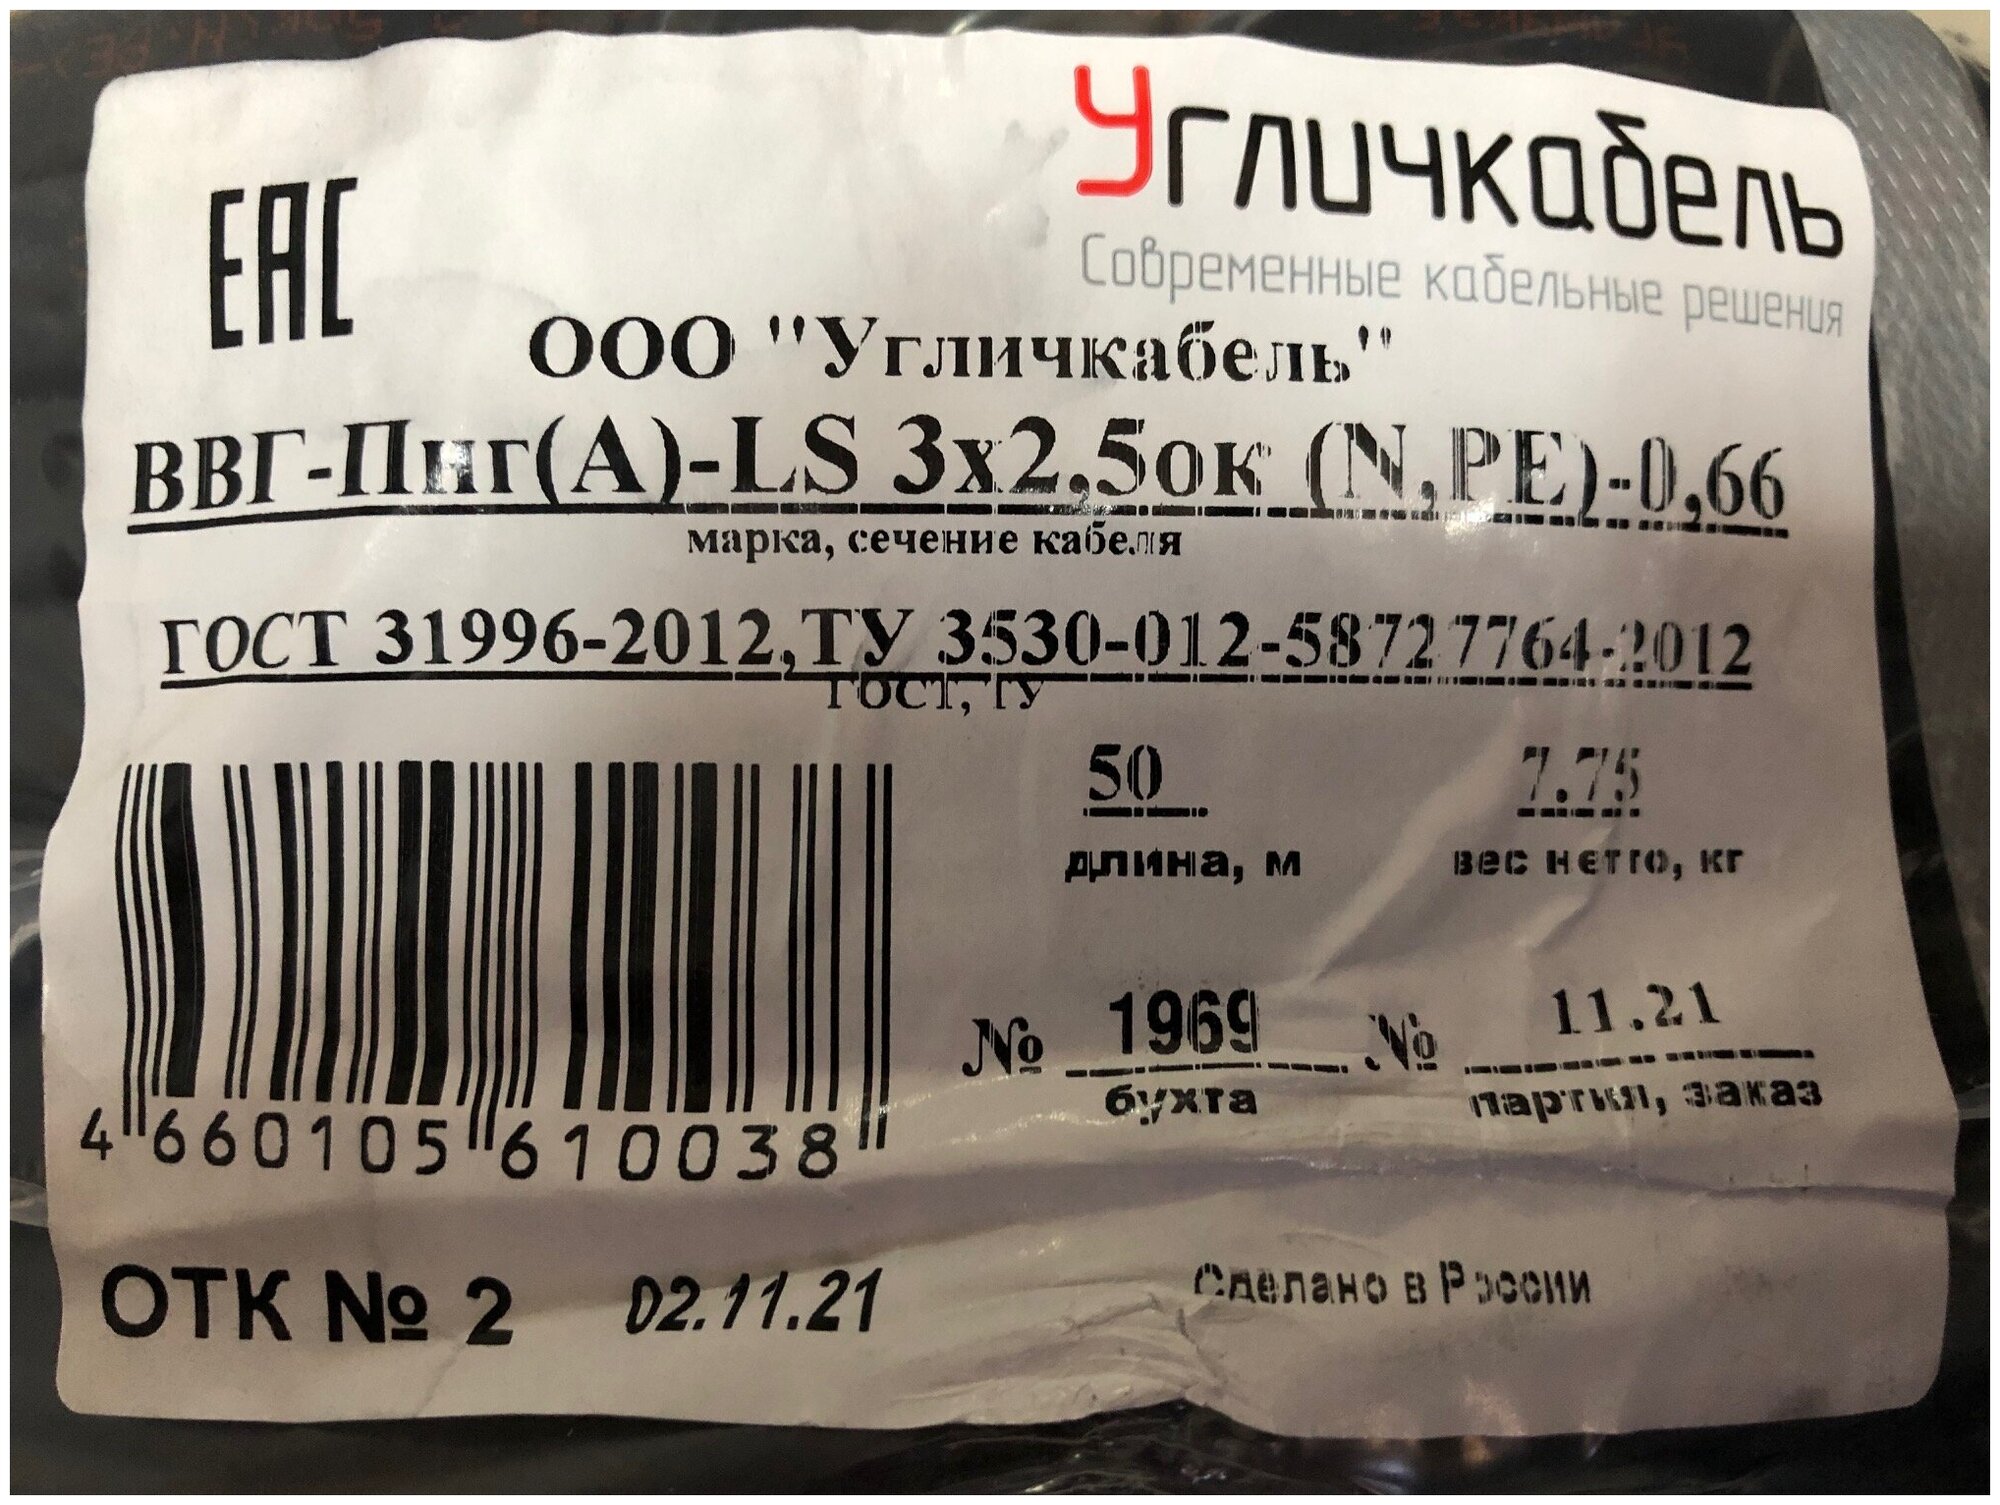 Угличкабель
Современные кабельные решения
ЕАС
ООО "Угличкабель"
ВВГ-Пнг(А)-LS 3х2,5ок (N,PE)-0,66
марка, сечение кабеля
ГОСТ 31996-2012,ТУ 3530-012-58727764-2012
ГОСТ, ТУ
50 7.75
длина, м вес нетто, кг
№ 1969 № 11.21
бухта партия, заказ
4 660105 610038
ОТК № 2 02.11.21 Сделано в России